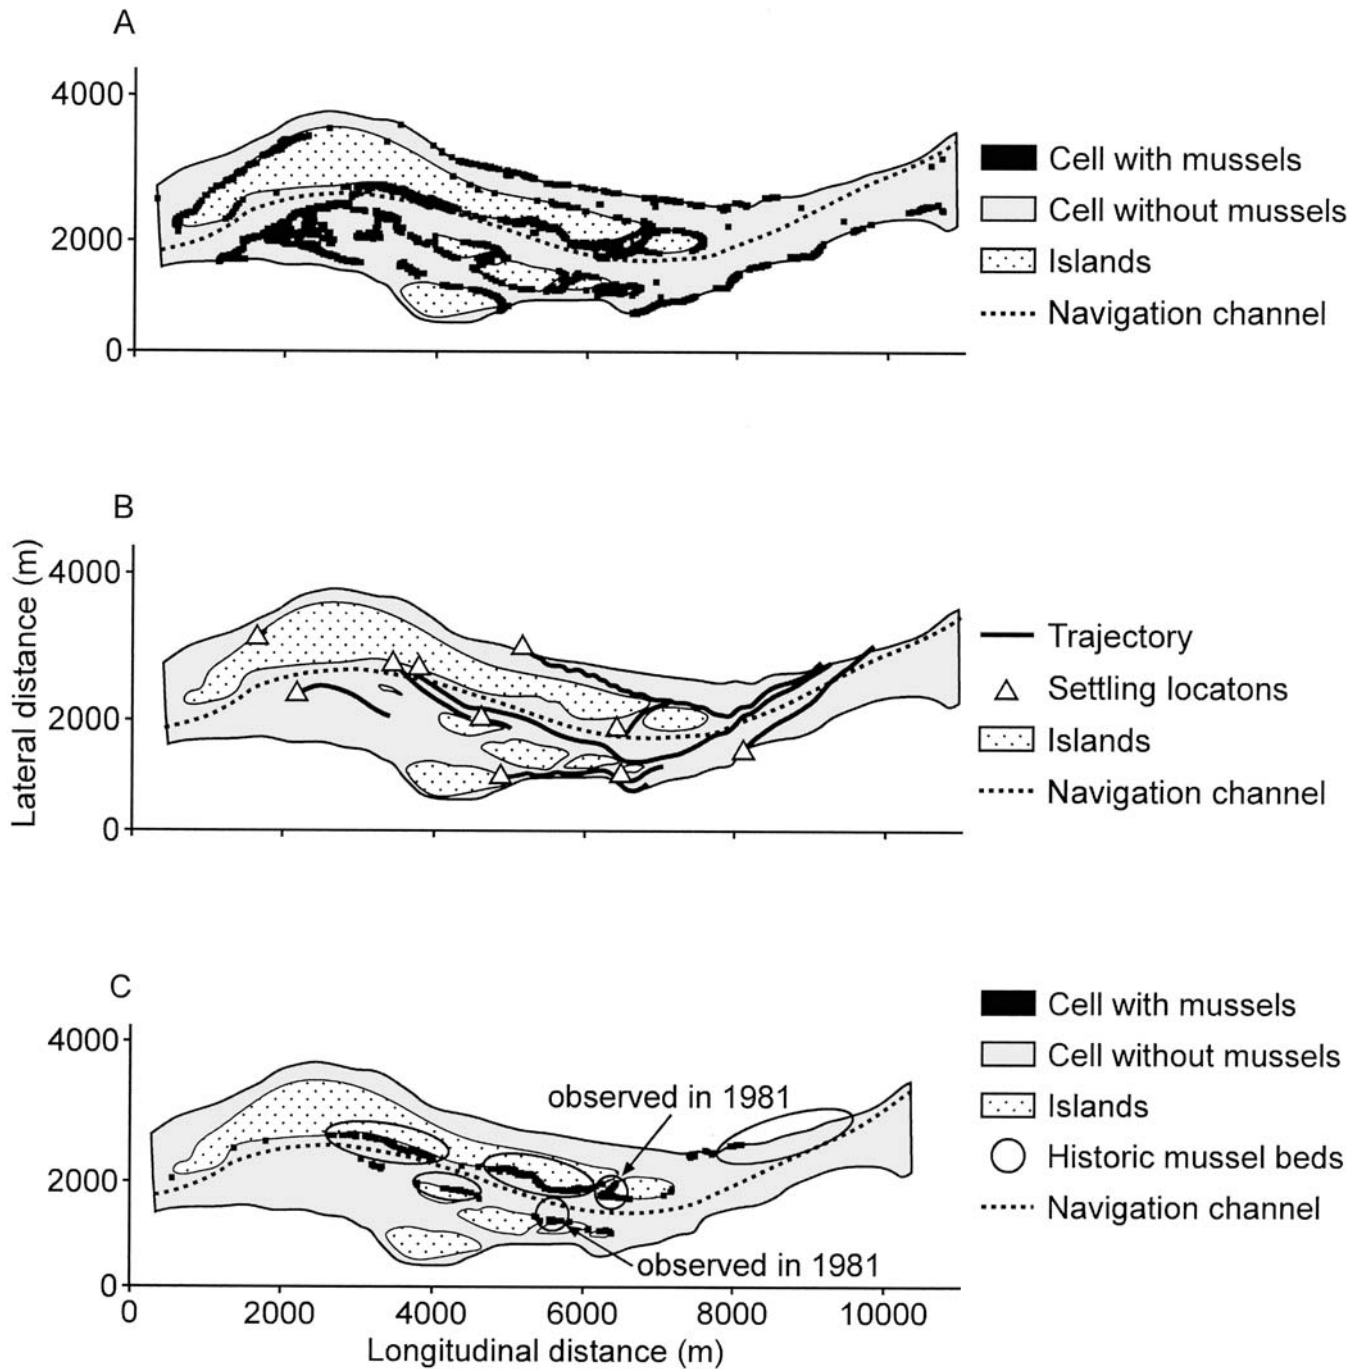 A
4000
2000
0
Cell with mussels
Cell without mussels
Islands
Navigation channel
B
Lateral distance (m)
4000
2000
0
Trajectory
Settling locatons
Islands
Navigation channel
C
4000
2000
0
observed in 1981
observed in 1981
Cell with mussels
Cell without mussels
Islands
Historic mussel beds
Navigation channel
0 2000 4000 6000 8000 10000
Longitudinal distance (m)